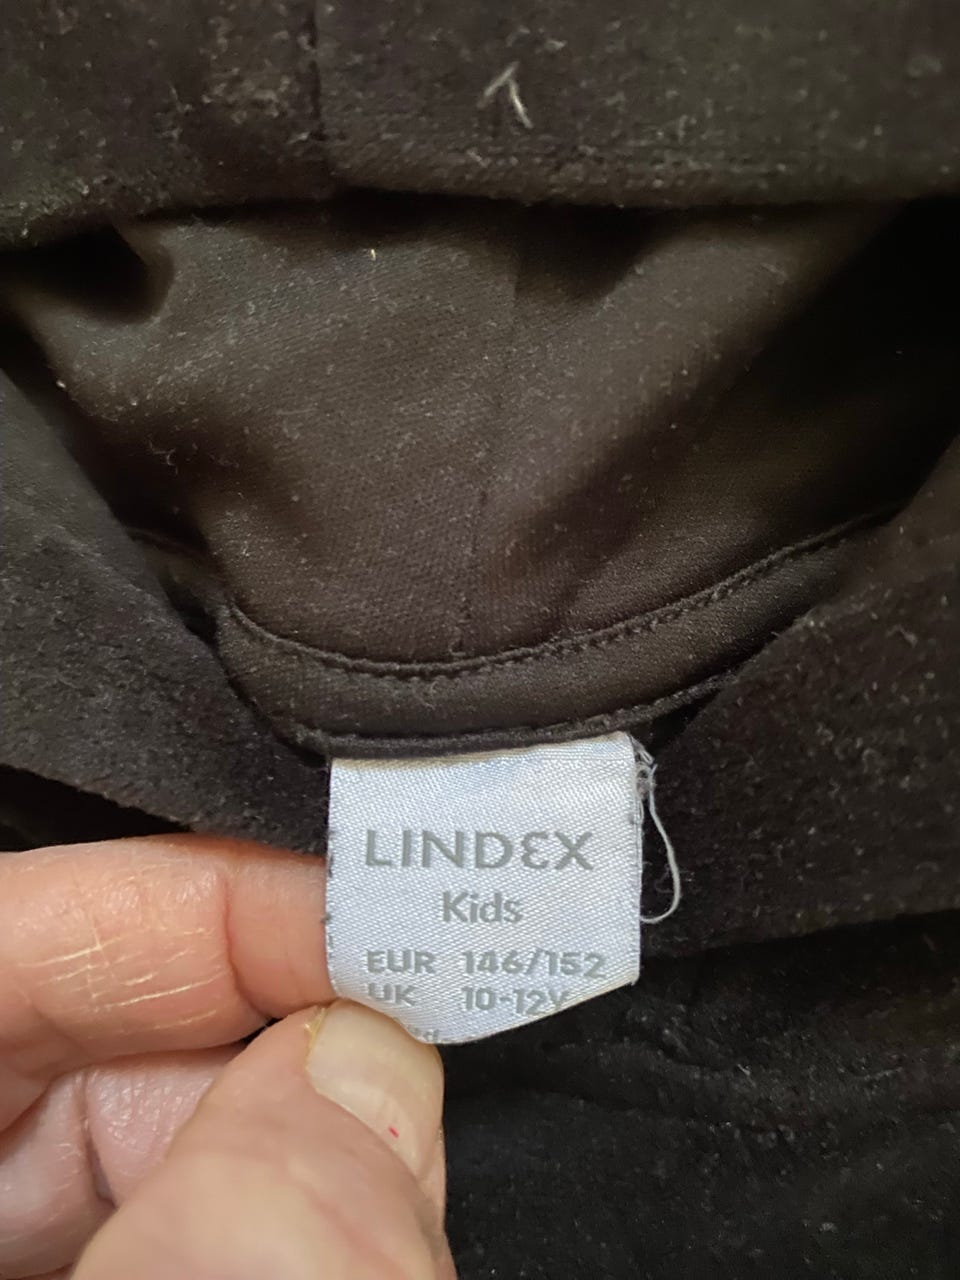 LINDEX
Kids
EUR 146/152
UK 10-12Y